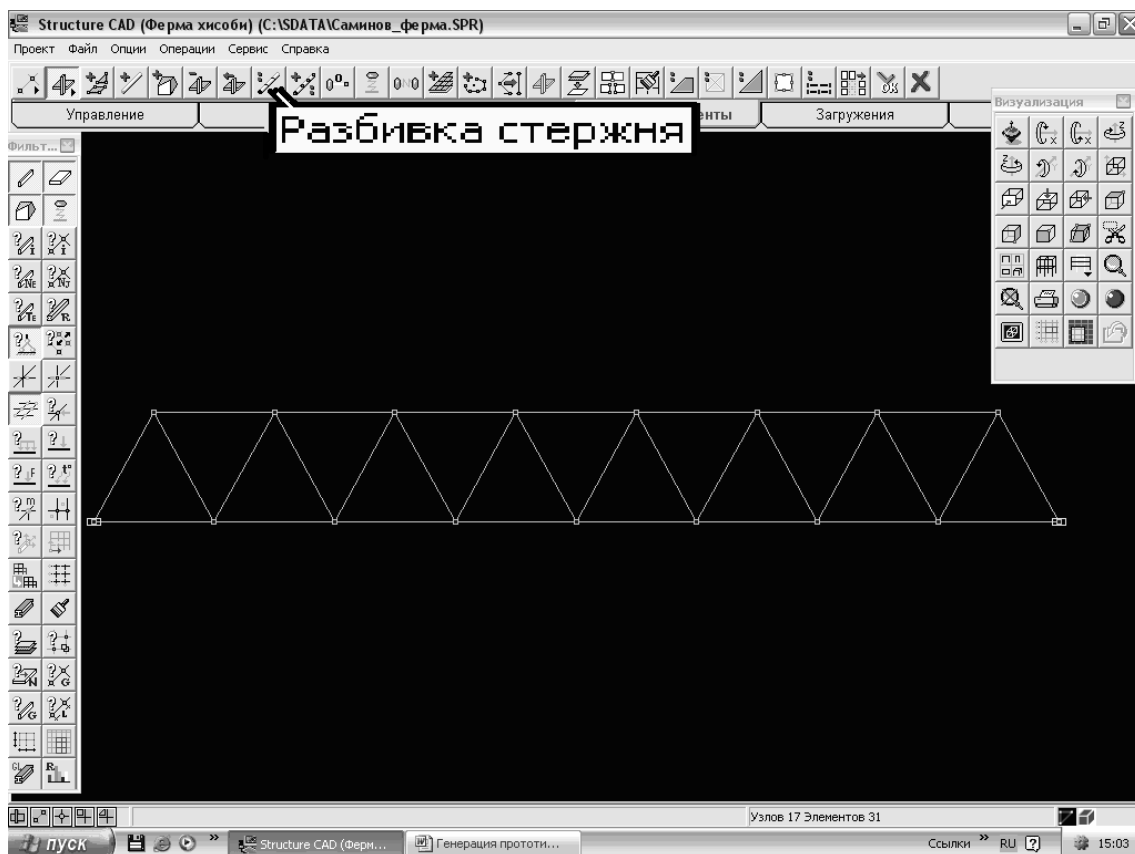 Structure CAD (Ферма хисоби) (C:\SDATA\Саминов_ферма.SPR)
Проект Файл Опции Операции Сервис Справка
Управление
енты
Загружения
Разбивка стержня
Визуализация
Фильт...
Узлов 17 Элементов 31
пуск
Structure CAD (Ферм...
Генерация прототи...
Ссылки
RU
15:03